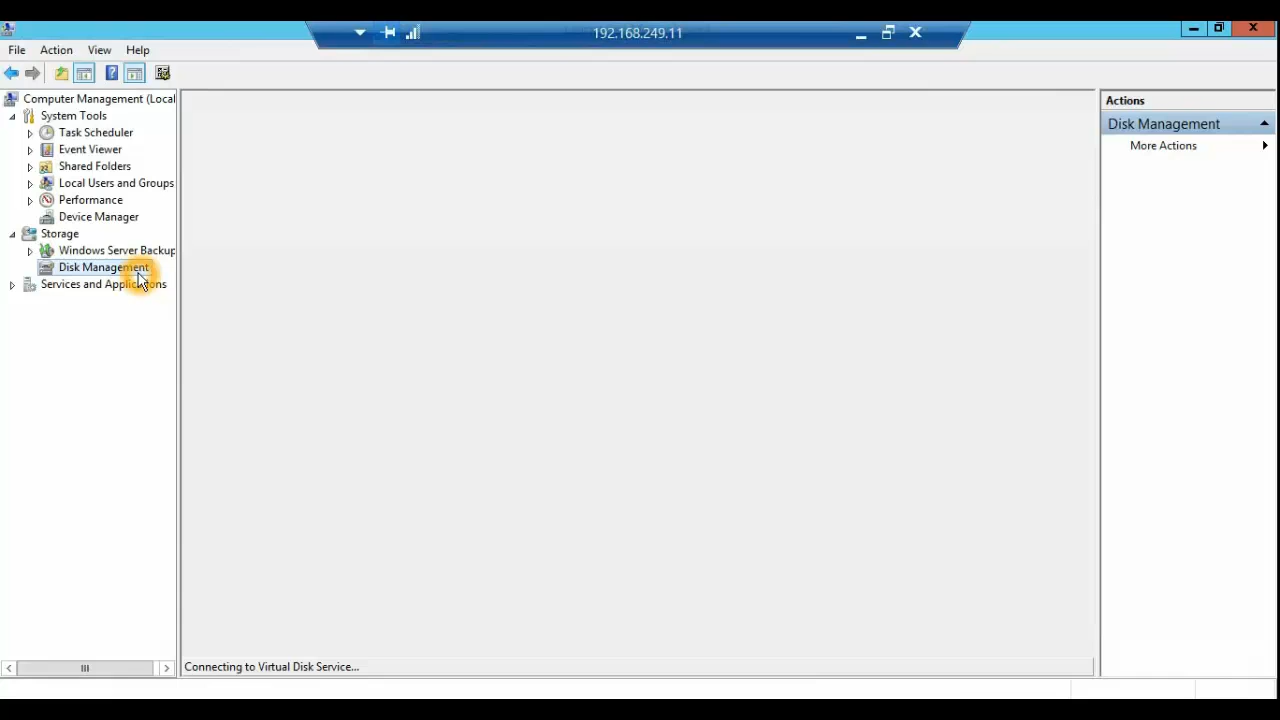 192.168.249.11
File Action View Help
Computer Management (Local
System Tools
Task Scheduler
Event Viewer
Shared Folders
Local Users and Groups
Performance
Device Manager
Storage
Windows Server Backup
Disk Management
Services and Applications
Connecting to Virtual Disk Service...
Actions
Disk Management
More Actions